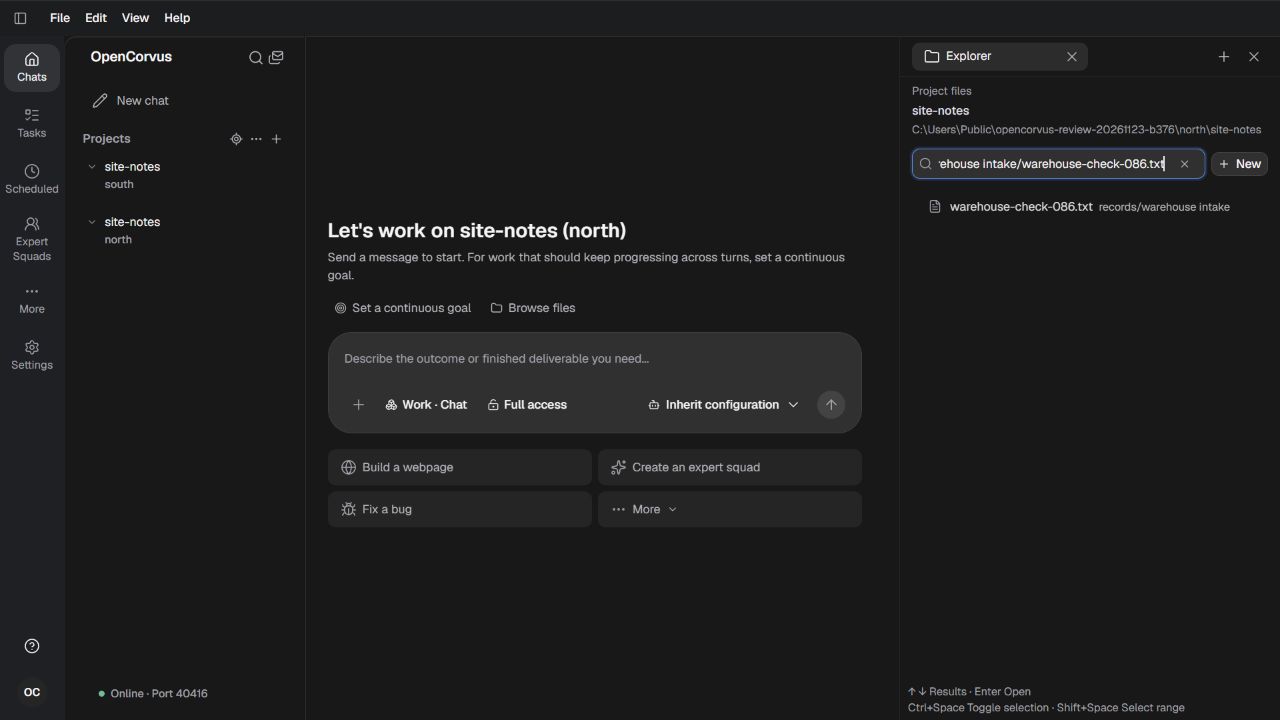 File Edit View Help
Chats
Tasks
Scheduled
Expert
Squads
More
Settings
OC
OpenCorvus
New chat
Projects
site-notes
south
site-notes
north
Online · Port 40416
Let's work on site-notes (north)
Send a message to start. For work that should keep progressing across turns, set a continuous
goal.
Set a continuous goal Browse files
Describe the outcome or finished deliverable you need...
Work · Chat Full access Inherit configuration
Build a webpage Create an expert squad
Fix a bug More
Explorer
Project files
site-notes
C:\Users\Public\opencorvus-review-20261123-b376\north\site-notes
ehouse intake/warehouse-check-086.txt New
warehouse-check-086.txt records/warehouse intake
↑↓ Results · Enter Open
Ctrl+Space Toggle selection · Shift+Space Select range